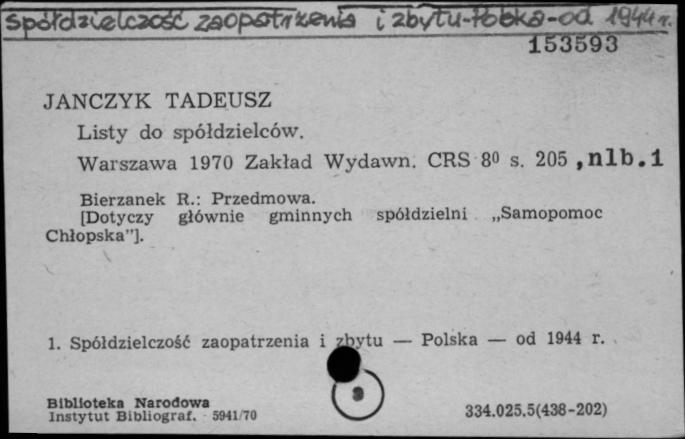 Spółdzielczość zaopatrzenia i zbytu-Polska-od 1944 r.
153593
JANCZYK TADEUSZ
Listy do spółdzielców.
Warszawa 1970 Zakład Wydawn. CRS 8⁰ s. 205 ,nlb.1
Bierzanek R.: Przedmowa.
[Dotyczy głównie gminnych spółdzielni „Samopomoc
Chłopska"].
1. Spółdzielczość zaopatrzenia i zbytu — Polska — od 1944 r.
Biblioteka Narodowa
Instytut Bibliograf. 5941/70
334.025.5(438-202)